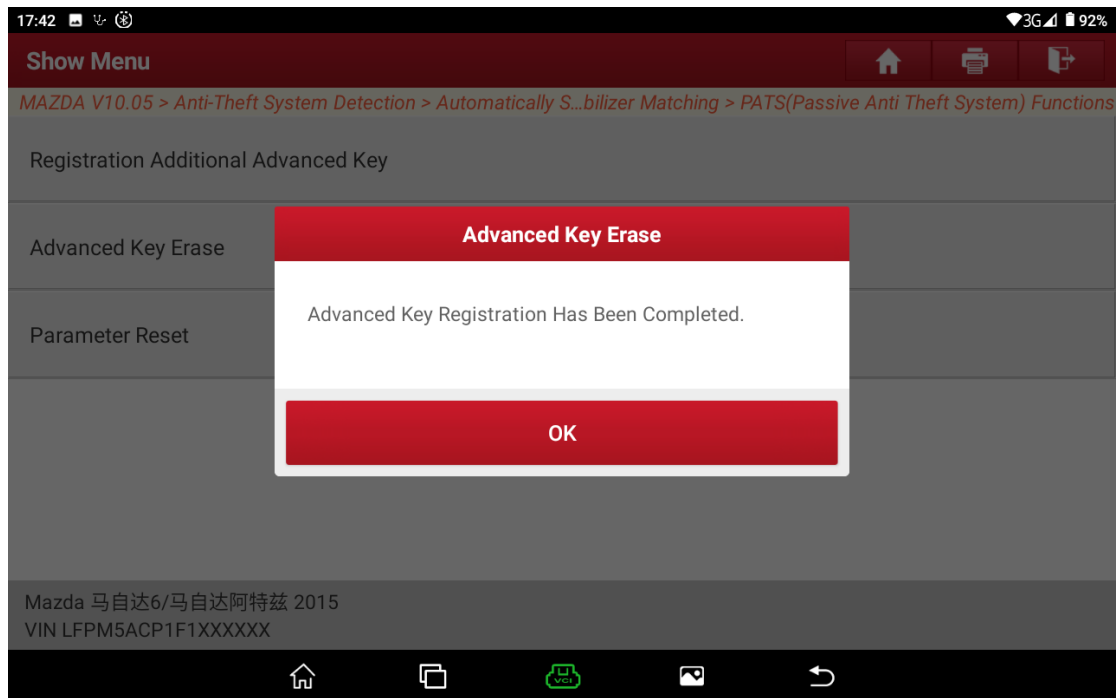 17:42
3G 92%
Show Menu
MAZDA V10.05 > Anti-Theft System Detection > Automatically S...bilizer Matching > PATS(Passive Anti Theft System) Functions
Registration Additional Advanced Key
Advanced Key Erase
Advanced Key Erase
Advanced Key Registration Has Been Completed.
Parameter Reset
OK
Mazda 马自达6/马自达阿特兹 2015
VIN LFPM5ACP1F1XXXXXX
VCI